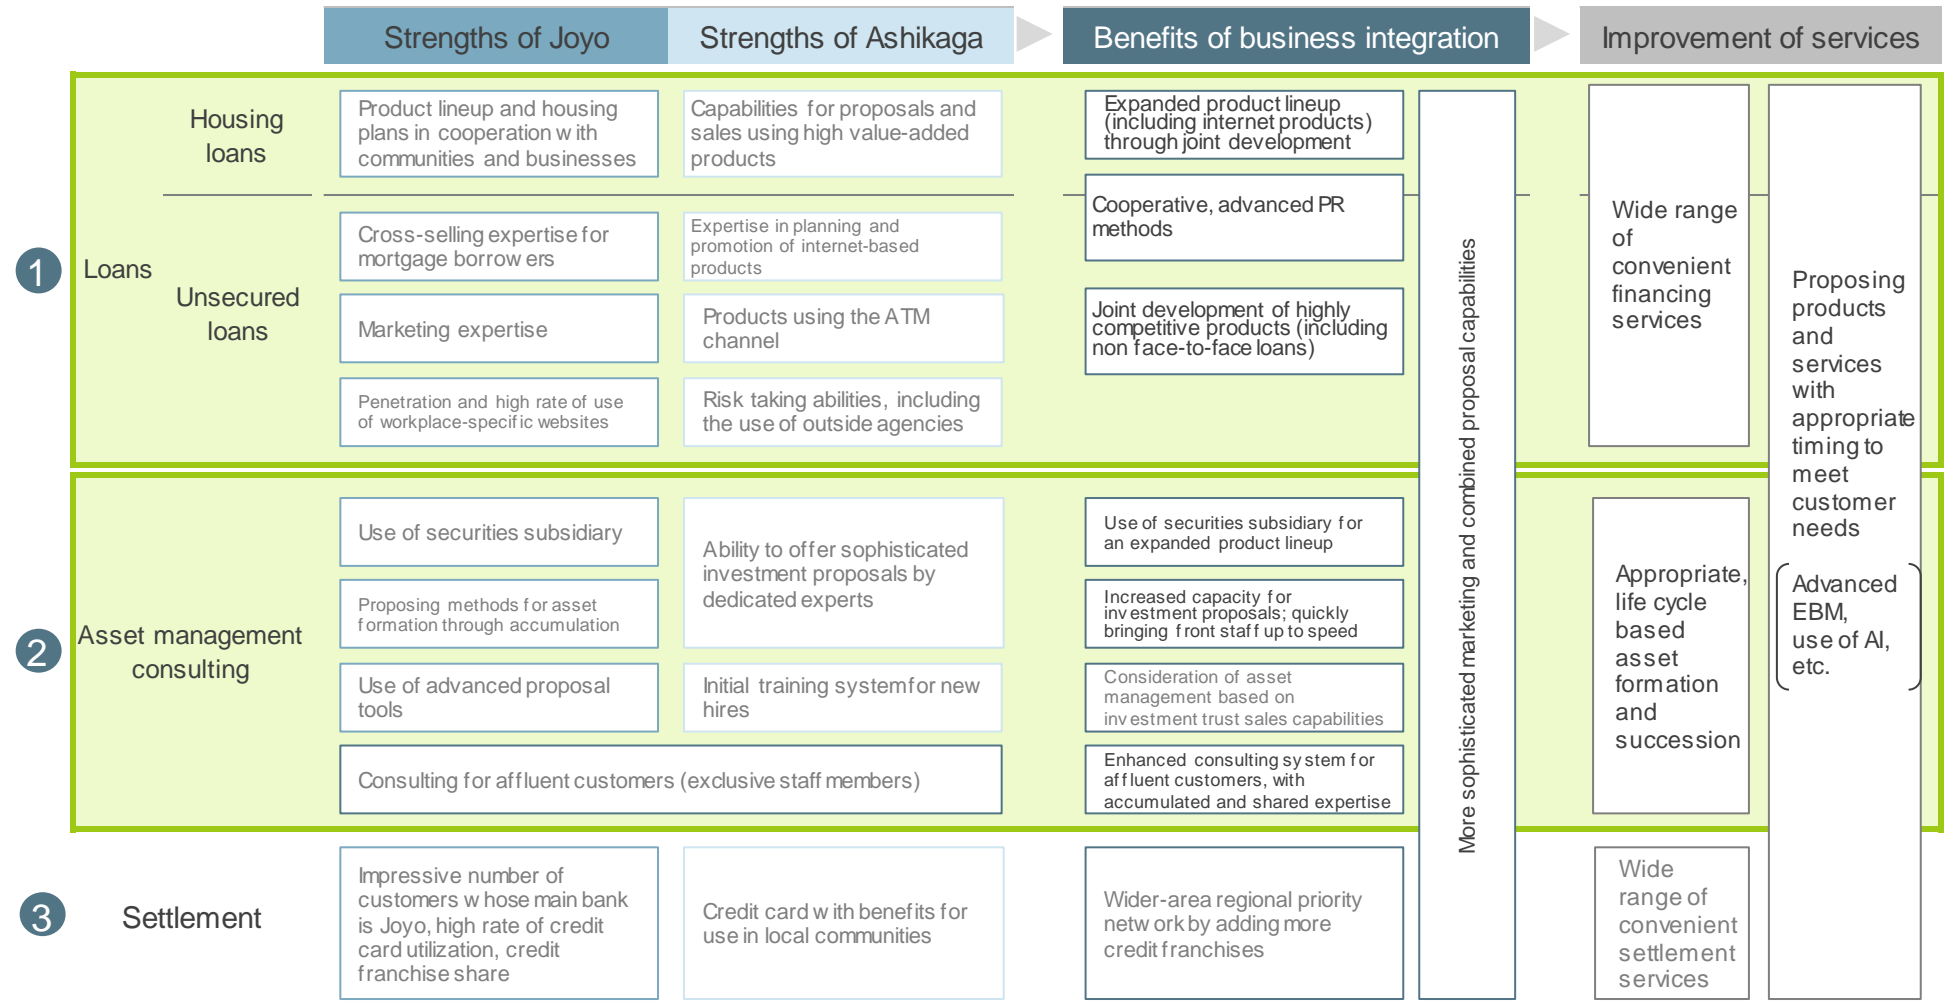 Strengths of Joyo
Strengths of Ashikaga
Benefits of business integration
Improvement of services
1
Loans
Housing
loans
Product lineup and housing
plans in cooperation with
communities and businesses
Capabilities for proposals and
sales using high value-added
products
Expanded product lineup
(including internet products)
through joint development
Cooperative, advanced PR
methods
Unsecured
loans
Cross-selling expertise for
mortgage borrowers
Expertise in planning and
promotion of internet-based
products
Marketing expertise
Products using the ATM
channel
Joint development of highly
competitive products (including
non face-to-face loans)
Penetration and high rate of use
of workplace-specific websites
Risk taking abilities, including
the use of outside agencies
More sophisticated marketing and combined proposal capabilities
Wide range
of
convenient
financing
services
Proposing
products
and
services
with
appropriate
timing to
meet
customer
needs
Advanced
EBM,
use of AI,
etc.
2
Asset management
consulting
Use of securities subsidiary
Ability to offer sophisticated
investment proposals by
dedicated experts
Use of securities subsidiary for
an expanded product lineup
Proposing methods for asset
formation through accumulation
Increased capacity for
investment proposals; quickly
bringing front staff up to speed
Use of advanced proposal
tools
Initial training system for new
hires
Consideration of asset
management based on
investment trust sales capabilities
Consulting for affluent customers (exclusive staff members)
Enhanced consulting system for
affluent customers, with
accumulated and shared expertise
Appropriate,
life cycle
based
asset
formation
and
succession
3
Settlement
Impressive number of
customers whose main bank
is Joyo, high rate of credit
card utilization, credit
franchise share
Credit card with benefits for
use in local communities
Wider-area regional priority
network by adding more
credit franchises
Wide
range of
convenient
settlement
services